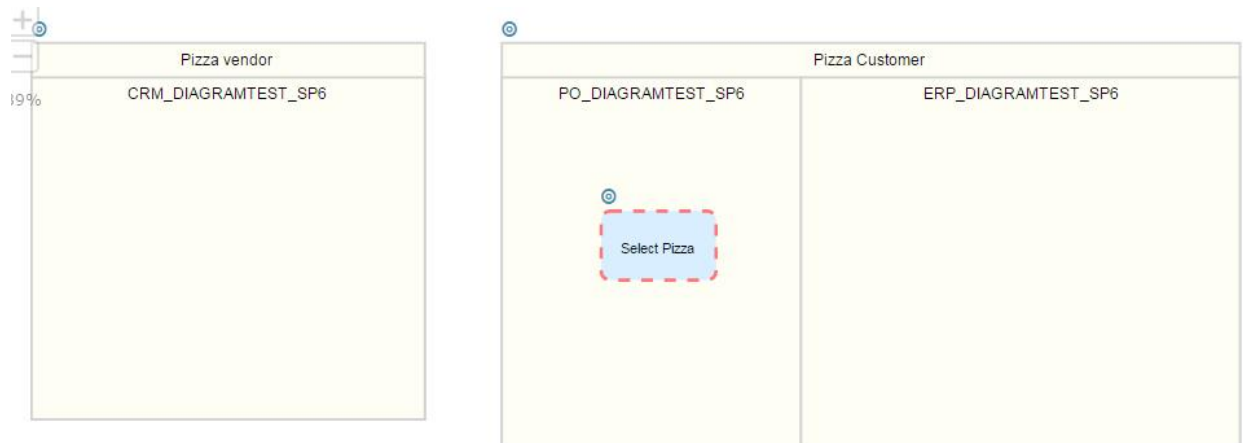 Pizza vendor
Pizza Customer
CRM_DIAGRAMTEST_SP6
PO_DIAGRAMTEST_SP6
ERP_DIAGRAMTEST_SP6
Select Pizza